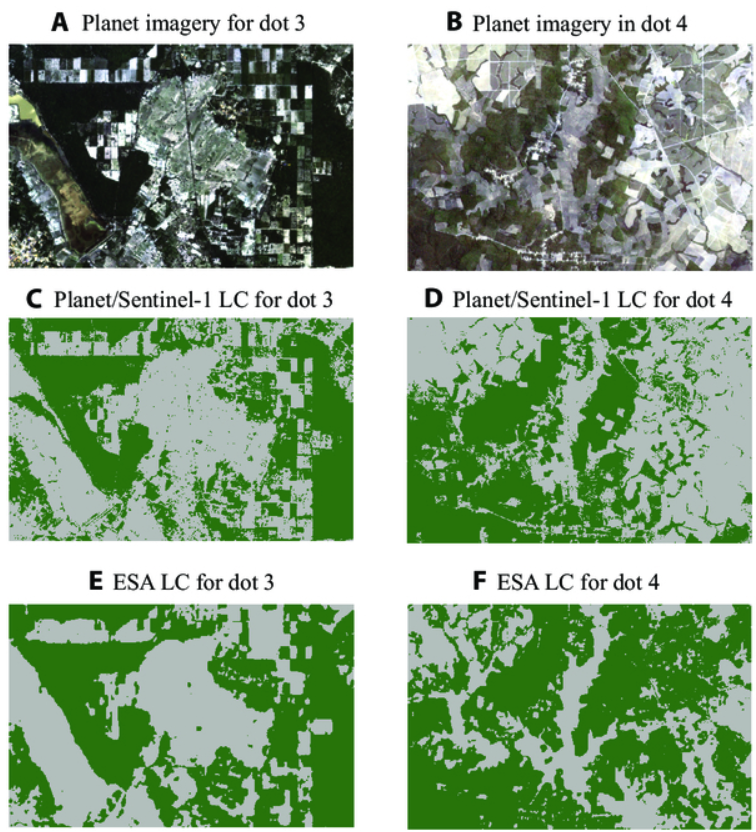 A Planet imagery for dot 3
B Planet imagery in dot 4
C Planet/Sentinel-1 LC for dot 3
D Planet/Sentinel-1 LC for dot 4
E ESA LC for dot 3
F ESA LC for dot 4